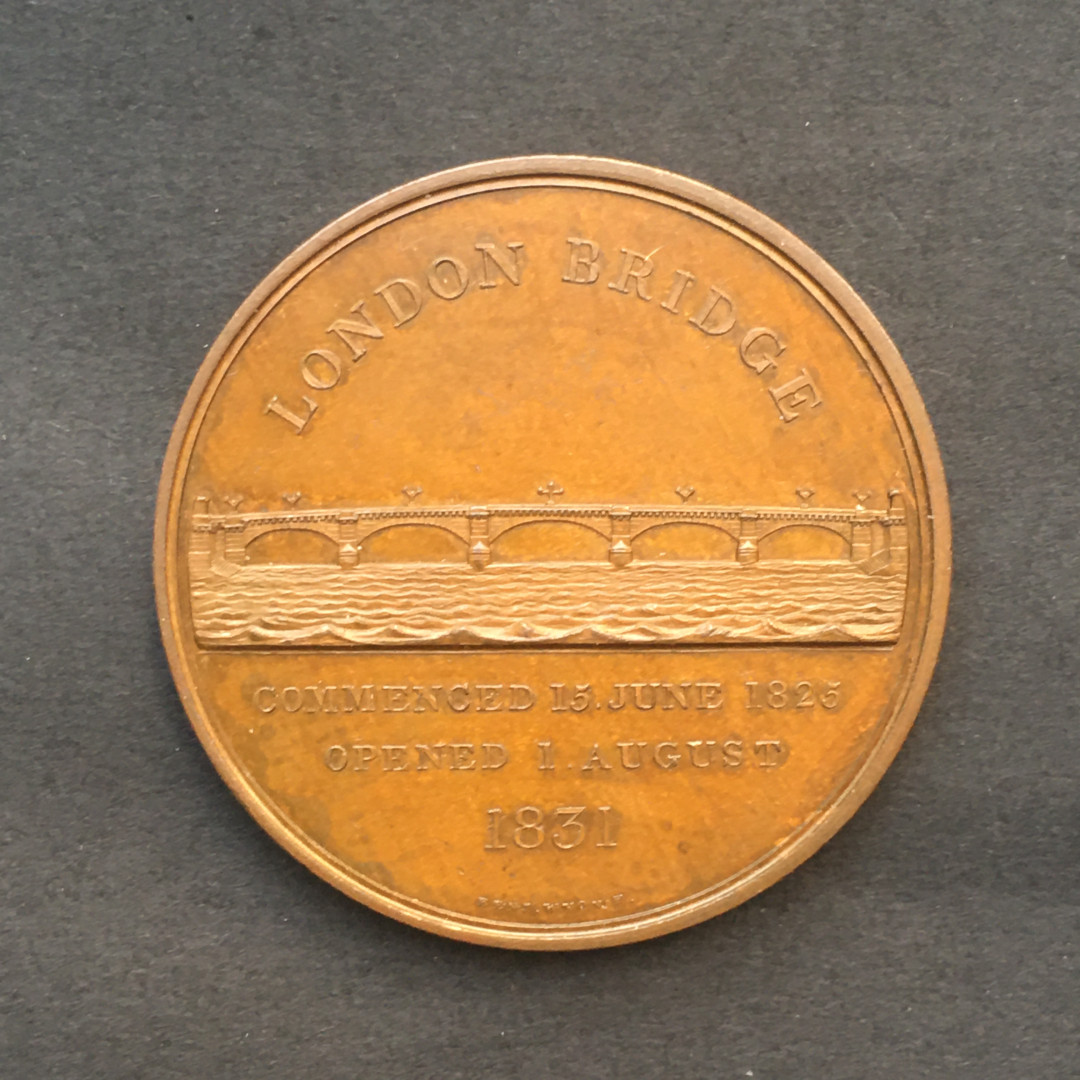 LONDON BRIDGE
COMMENCED 15. JUNE 1825
OPENED 1. AUGUST
1831